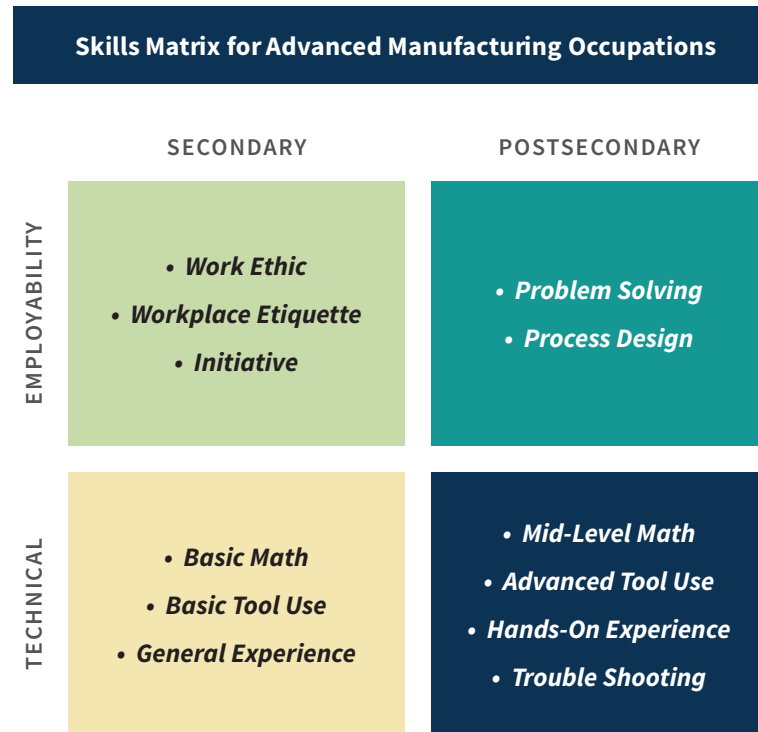 Skills Matrix for Advanced Manufacturing Occupations
SECONDARY
POSTSECONDARY
EMPLOYABILITY
• Work Ethic
• Workplace Etiquette
• Initiative
• Problem Solving
• Process Design
TECHNICAL
• Basic Math
• Basic Tool Use
• General Experience
• Mid-Level Math
• Advanced Tool Use
• Hands-On Experience
• Trouble Shooting